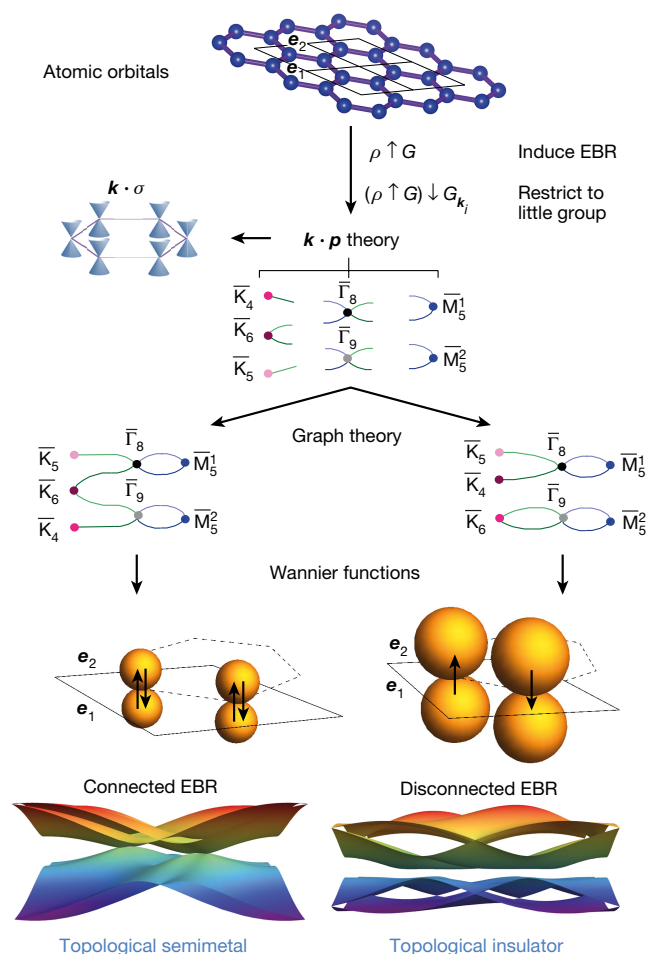 e₂
e₁
Atomic orbitals
ρ ↑ G
Induce EBR
(ρ ↑ G) ↓ G_{k_i}
Restrict to
little group
k · σ
k · p theory
K̅₄
Γ̅₈
M̅₅¹
K̅₆
Γ̅₉
K̅₅
M̅₅²
Graph theory
K̅₅
Γ̅₈
M̅₅¹
K̅₆
Γ̅₉
K̅₄
M̅₅²
K̅₅
Γ̅₈
M̅₅¹
K̅₄
Γ̅₉
K̅₆
M̅₅²
Wannier functions
e₂
e₁
e₂
e₁
Connected EBR
Disconnected EBR
Topological semimetal
Topological insulator